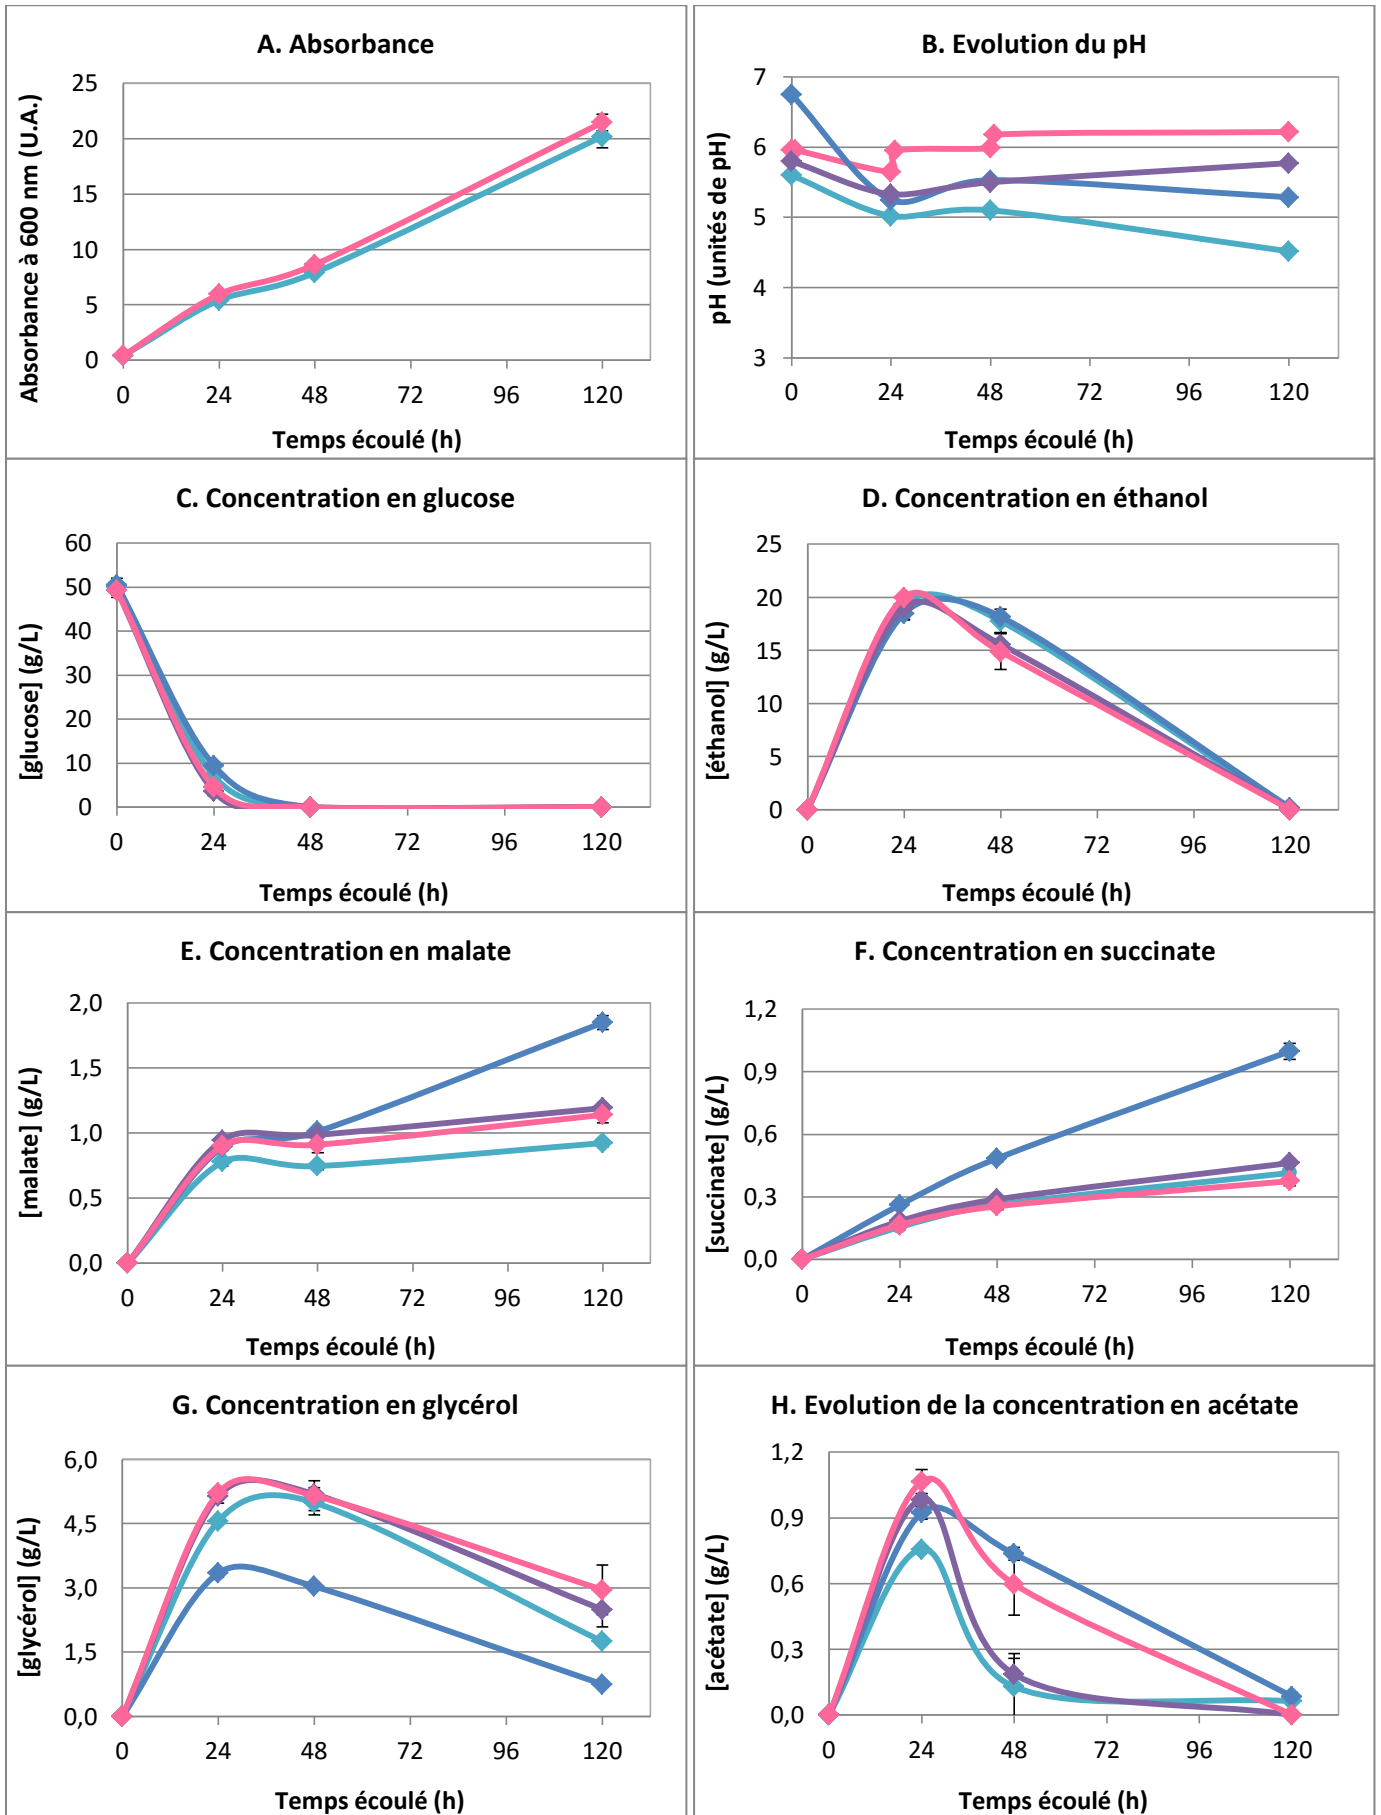 A. Absorbance
Absorbance à 600 nm (U.A.)
25
20
15
10
5
0
0 24 48 72 96 120
Temps écoulé (h)
B. Evolution du pH
pH (unités de pH)
7
6
5
4
3
0 24 48 72 96 120
Temps écoulé (h)
C. Concentration en glucose
[glucose] (g/L)
60
50
40
30
20
10
0
0 24 48 72 96 120
Temps écoulé (h)
D. Concentration en éthanol
[éthanol] (g/L)
25
20
15
10
5
0
0 24 48 72 96 120
Temps écoulé (h)
E. Concentration en malate
[malate] (g/L)
2,0
1,5
1,0
0,5
0,0
0 24 48 72 96 120
Temps écoulé (h)
F. Concentration en succinate
[succinate] (g/L)
1,2
0,9
0,6
0,3
0,0
0 24 48 72 96 120
Temps écoulé (h)
G. Concentration en glycérol
[glycérol] (g/L)
6,0
4,5
3,0
1,5
0,0
0 24 48 72 96 120
Temps écoulé (h)
H. Evolution de la concentration en acétate
[acétate] (g/L)
1,2
0,9
0,6
0,3
0,0
0 24 48 72 96 120
Temps écoulé (h)